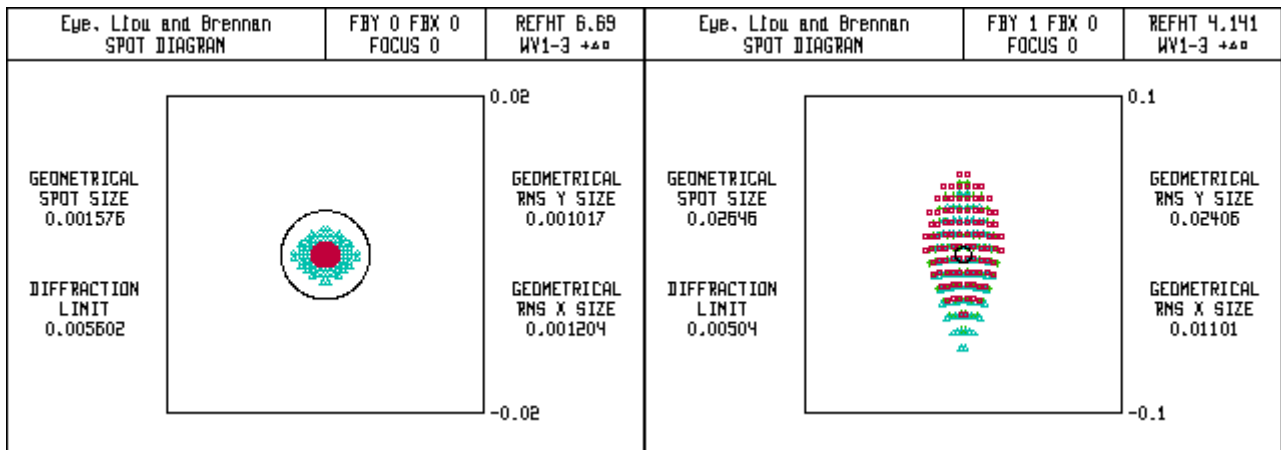 Eye, Liou and Brennan
SPOT DIAGRAM
FBY 0 FBX 0
FOCUS 0
REFHT 6.69
WV1-3 +▵▫
0.02
GEOMETRICAL
SPOT SIZE
0.001576
GEOMETRICAL
RMS Y SIZE
0.001017
DIFFRACTION
LIMIT
0.005602
GEOMETRICAL
RMS X SIZE
0.001204
-0.02
Eye, Liou and Brennan
SPOT DIAGRAM
FBY 1 FBX 0
FOCUS 0
REFHT 4.141
WV1-3 +▵▫
0.1
GEOMETRICAL
SPOT SIZE
0.02646
GEOMETRICAL
RMS Y SIZE
0.02406
DIFFRACTION
LIMIT
0.00504
GEOMETRICAL
RMS X SIZE
0.01101
-0.1